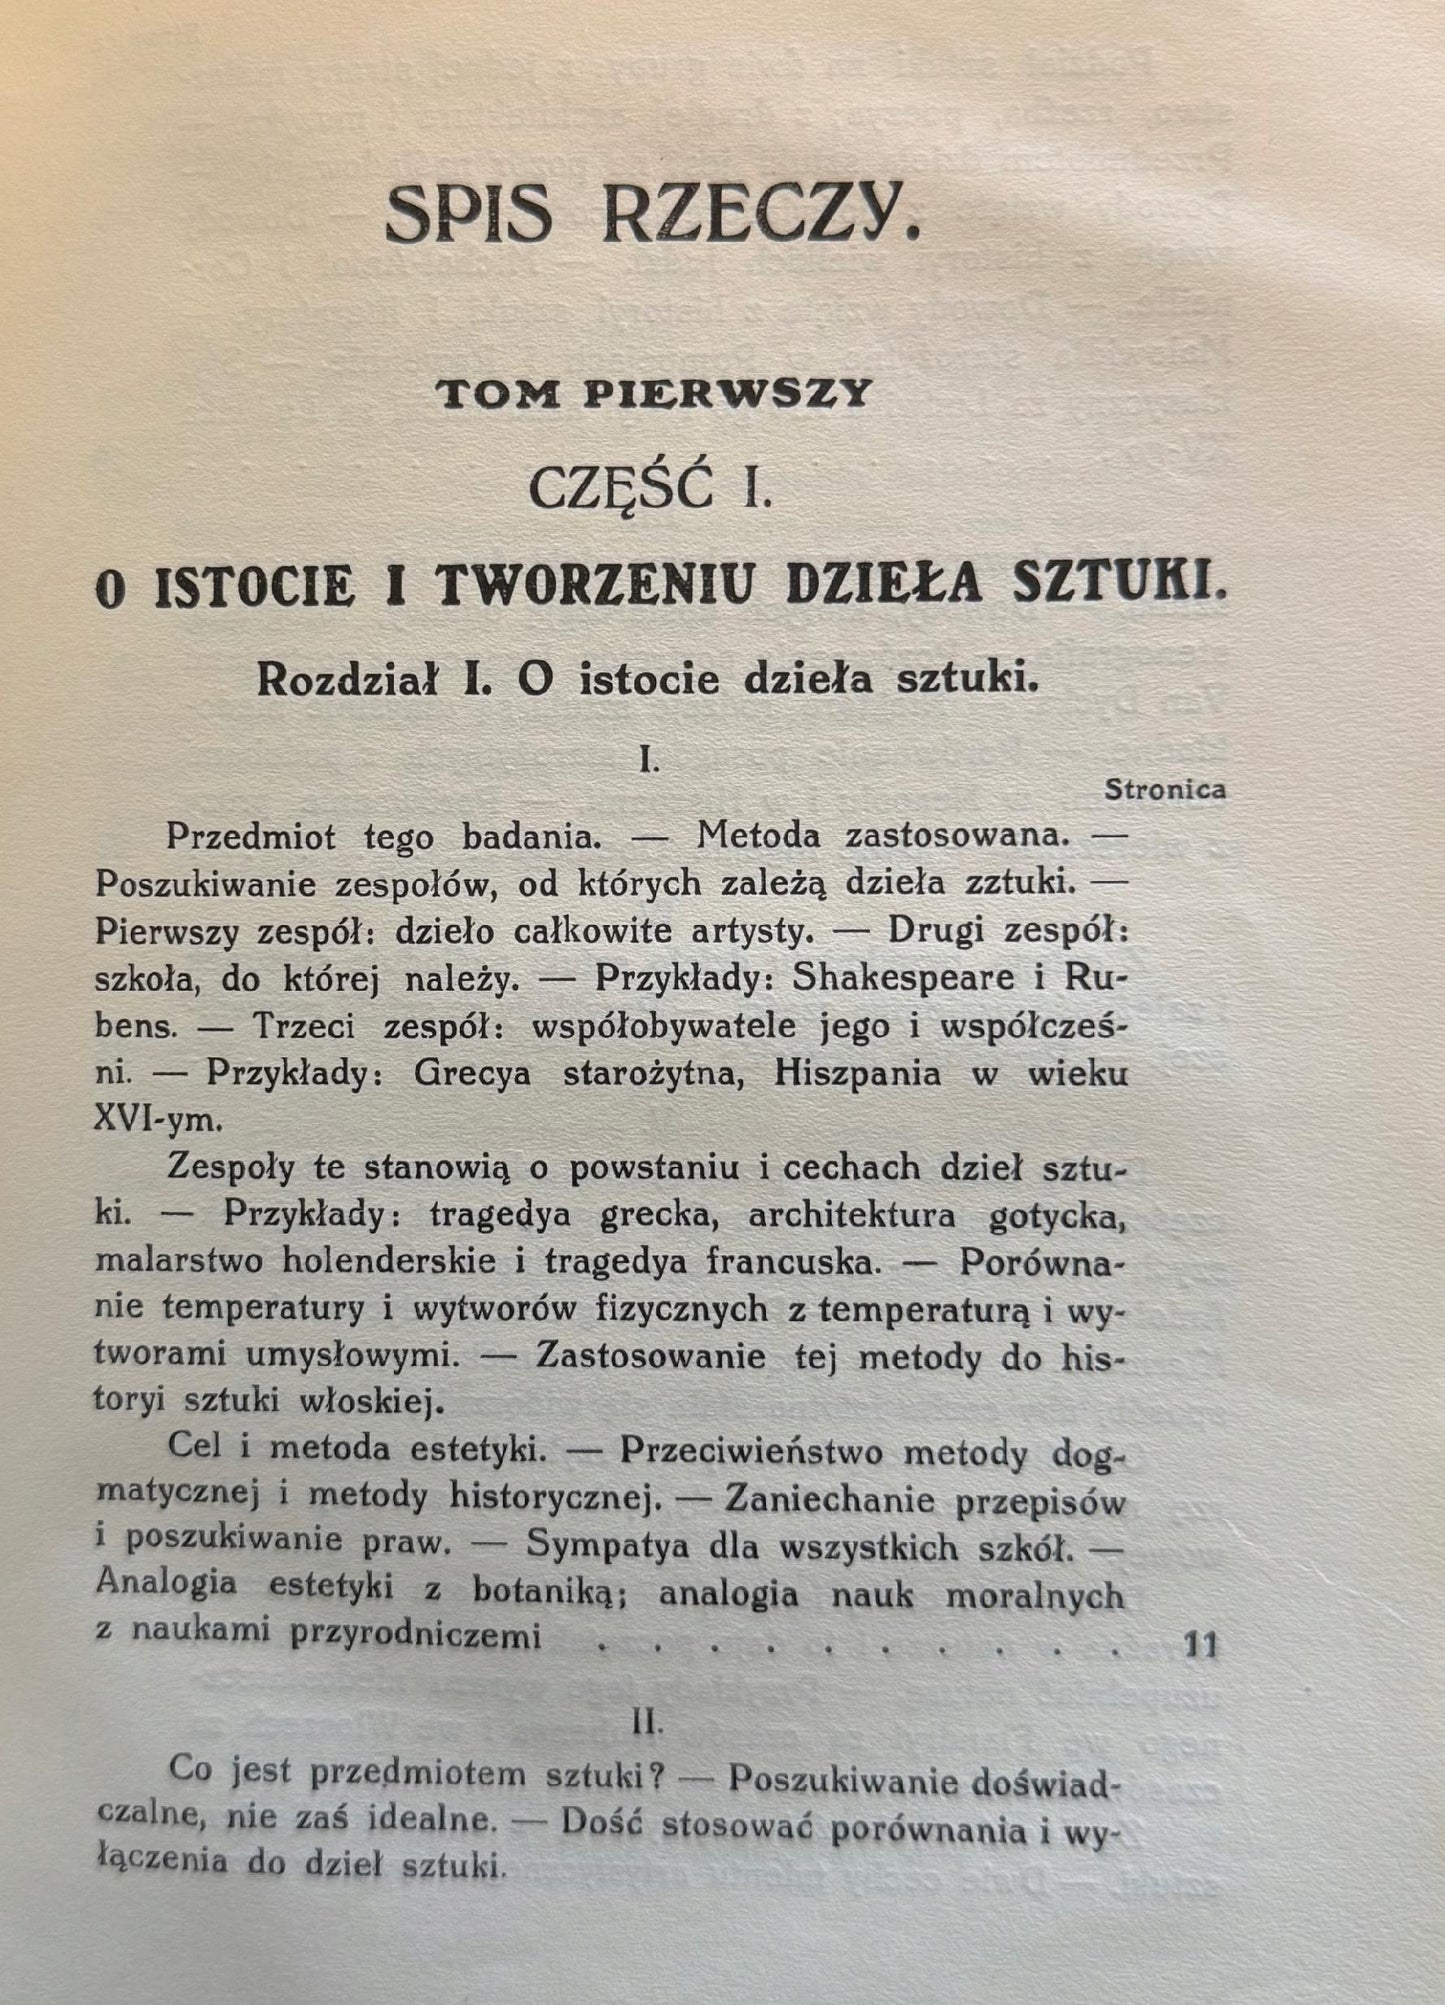 SPIS RZECZY.
TOM PIERWSZY
CZĘŚĆ I.
O ISTOCIE I TWORZENIU DZIEŁA SZTUKI.
Rozdział I. O istocie dzieła sztuki.
I.
Stronica
Przedmiot tego badania. — Metoda zastosowana. —
Poszukiwanie zespołów, od których zależą dzieła zztuki. —
Pierwszy zespół: dzieło całkowite artysty. — Drugi zespół:
szkoła, do której należy. — Przykłady: Shakespeare i Ru-
bens. — Trzeci zespół: współobywatele jego i współcześ-
ni. — Przykłady: Grecya starożytna, Hiszpania w wieku
XVI-ym.
Zespoły te stanowią o powstaniu i cechach dzieł sztu-
ki. — Przykłady: tragedya grecka, architektura gotycka,
malarstwo holenderskie i tragedya francuska. — Porówna-
nie temperatury i wytworów fizycznych z temperaturą i wy-
tworami umysłowymi. — Zastosowanie tej metody do his-
toryi sztuki włoskiej.
Cel i metoda estetyki. — Przeciwieństwo metody dog-
matycznej i metody historycznej. — Zaniechanie przepisów
i poszukiwanie praw. — Sympatya dla wszystkich szkół. —
Analogia estetyki z botaniką; analogia nauk moralnych
z naukami przyrodniczemi . . . . . . . . . . 11
II.
Co jest przedmiotem sztuki? — Poszukiwanie doświad-
czalne, nie zaś idealne. — Dość stosować porównania i wy-
łączenia do dzieł sztuki.